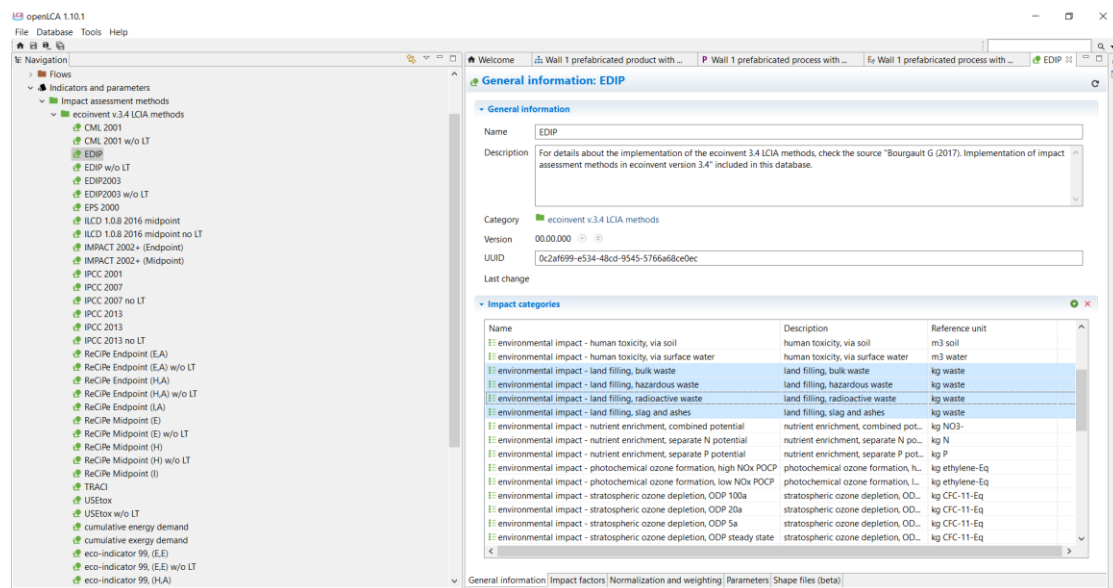 openLCA 1.10.1
File Database Tools Help
Navigation
Flows
Indicators and parameters
Impact assessment methods
ecoinvent v.3.4 LCIA methods
CML 2001
CML 2001 w/o LT
EDIP
EDIP w/o LT
EDIP2003
EDIP2003 w/o LT
EPS 2000
ILCD 1.0.8 2016 midpoint
ILCD 1.0.8 2016 midpoint no LT
IMPACT 2002+ (Endpoint)
IMPACT 2002+ (Midpoint)
IPCC 2001
IPCC 2007
IPCC 2007 no LT
IPCC 2013
IPCC 2013
IPCC 2013 no LT
ReCiPe Endpoint (E,A)
ReCiPe Endpoint (E,A) w/o LT
ReCiPe Endpoint (H,A)
ReCiPe Endpoint (H,A) w/o LT
ReCiPe Endpoint (I,A)
ReCiPe Midpoint (E)
ReCiPe Midpoint (E) w/o LT
ReCiPe Midpoint (H)
ReCiPe Midpoint (H) w/o LT
ReCiPe Midpoint (I)
TRACI
USEtox
USEtox w/o LT
cumulative energy demand
cumulative exergy demand
eco-indicator 99, (E,E)
eco-indicator 99, (E,E) w/o LT
eco-indicator 99, (H,A)
Welcome Wall 1 prefabricated product with ... P Wall 1 prefabricated process with ... Wall 1 prefabricated process with ... EDIP
General information: EDIP
General information
Name EDIP
Description For details about the implementation of the ecoinvent 3.4 LCIA methods, check the source "Bourgault G (2017). Implementation of impact
assessment methods in ecoinvent version 3.4" included in this database.
Category ecoinvent v.3.4 LCIA methods
Version 00.00.000
UUID 0c2af699-e534-48cd-9545-5766a68ce0ec
Last change
Impact categories
Name Description Reference unit
environmental impact - human toxicity, via soil human toxicity, via soil m3 soil
environmental impact - human toxicity, via surface water human toxicity, via surface water m3 water
environmental impact - land filling, bulk waste land filling, bulk waste kg waste
environmental impact - land filling, hazardous waste land filling, hazardous waste kg waste
environmental impact - land filling, radioactive waste land filling, radioactive waste kg waste
environmental impact - land filling, slag and ashes land filling, slag and ashes kg waste
environmental impact - nutrient enrichment, combined potential nutrient enrichment, combined pot... kg NO3-
environmental impact - nutrient enrichment, separate N potential nutrient enrichment, separate N po... kg N
environmental impact - nutrient enrichment, separate P potential nutrient enrichment, separate P pot... kg P
environmental impact - photochemical ozone formation, high NOx POCP photochemical ozone formation, h... kg ethylene-Eq
environmental impact - photochemical ozone formation, low NOx POCP photochemical ozone formation, l... kg ethylene-Eq
environmental impact - stratospheric ozone depletion, ODP 100a stratospheric ozone depletion, OD... kg CFC-11-Eq
environmental impact - stratospheric ozone depletion, ODP 20a stratospheric ozone depletion, OD... kg CFC-11-Eq
environmental impact - stratospheric ozone depletion, ODP 5a stratospheric ozone depletion, OD... kg CFC-11-Eq
environmental impact - stratospheric ozone depletion, ODP steady state stratospheric ozone depletion, OD... kg CFC-11-Eq
General information Impact factors Normalization and weighting Parameters Shape files (beta)